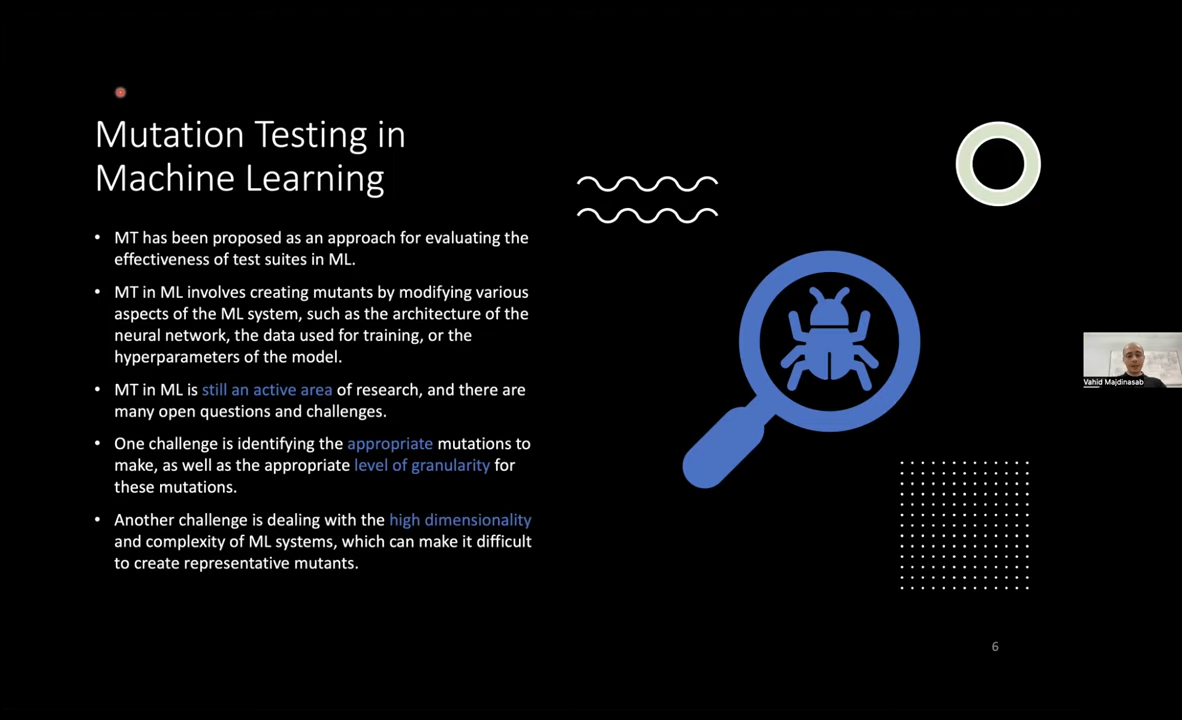 Mutation Testing in
Machine Learning
• MT has been proposed as an approach for evaluating the
effectiveness of test suites in ML.
• MT in ML involves creating mutants by modifying various
aspects of the ML system, such as the architecture of the
neural network, the data used for training, or the
hyperparameters of the model.
• MT in ML is still an active area of research, and there are
many open questions and challenges.
• One challenge is identifying the appropriate mutations to
make, as well as the appropriate level of granularity for
these mutations.
• Another challenge is dealing with the high dimensionality
and complexity of ML systems, which can make it difficult
to create representative mutants.
Vahid Majdinasab
6